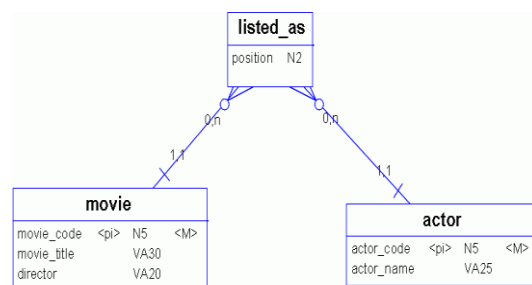 listed_as
position N2
0,n 0,n
1,1 1,1
movie
movie_code <pi> N5 <M>
movie_title VA30
director VA20
actor
actor_code <pi> N5 <M>
actor_name VA25